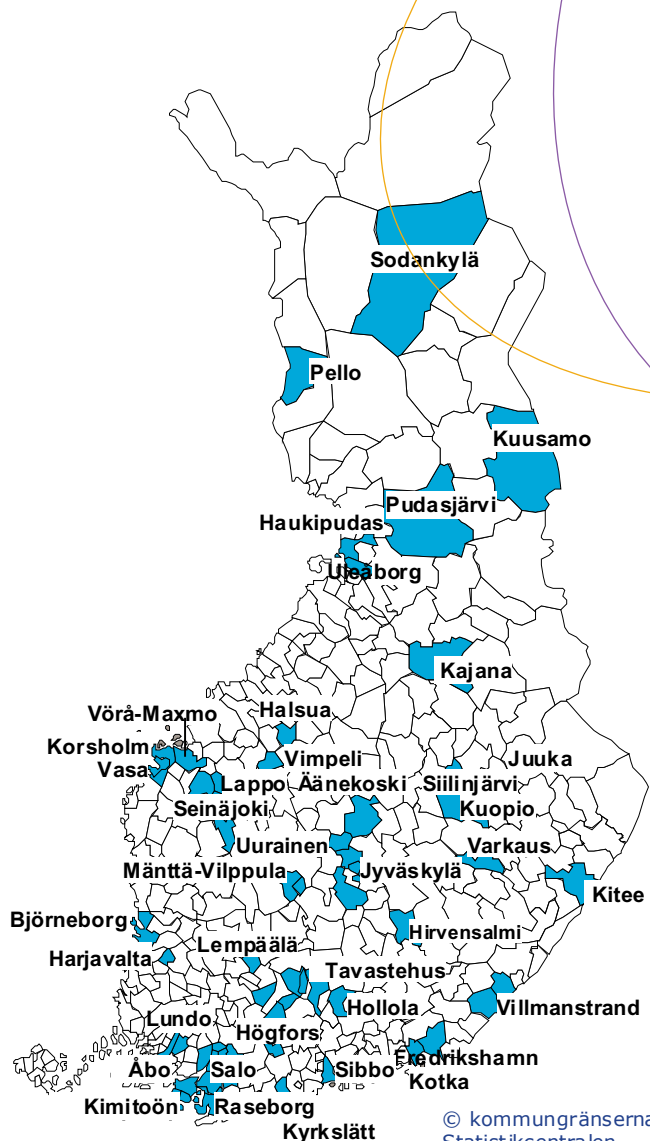 Sodankylä
Pello
Kuusamo
Pudasjärvi
Haukipudas
Uleåborg
Kajana
Halsua
Vörå-Maxmo
Korsholm
Vimpeli
Juuka
Vasa
Lappo
Äänekoski
Siilinjärvi
Seinäjoki
Kuopio
Uurainen
Varkaus
Mänttä-Vilppula
Jyväskylä
Kitee
Björneborg
Hirvensalmi
Lempäälä
Harjavalta
Tavastehus
Hollola
Villmanstrand
Lundo
Högfors
Fredrikshamn
Åbo
Salo
Sibbo
Kotka
Kimitoön
Raseborg
Kyrkslätt
© kommungränserna